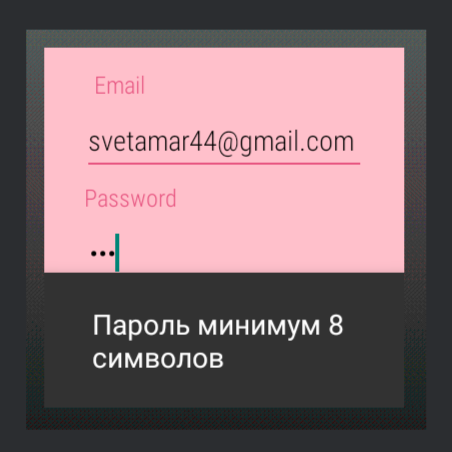 Email
svetamar44@gmail.com
Password
•••
Пароль минимум 8
символов